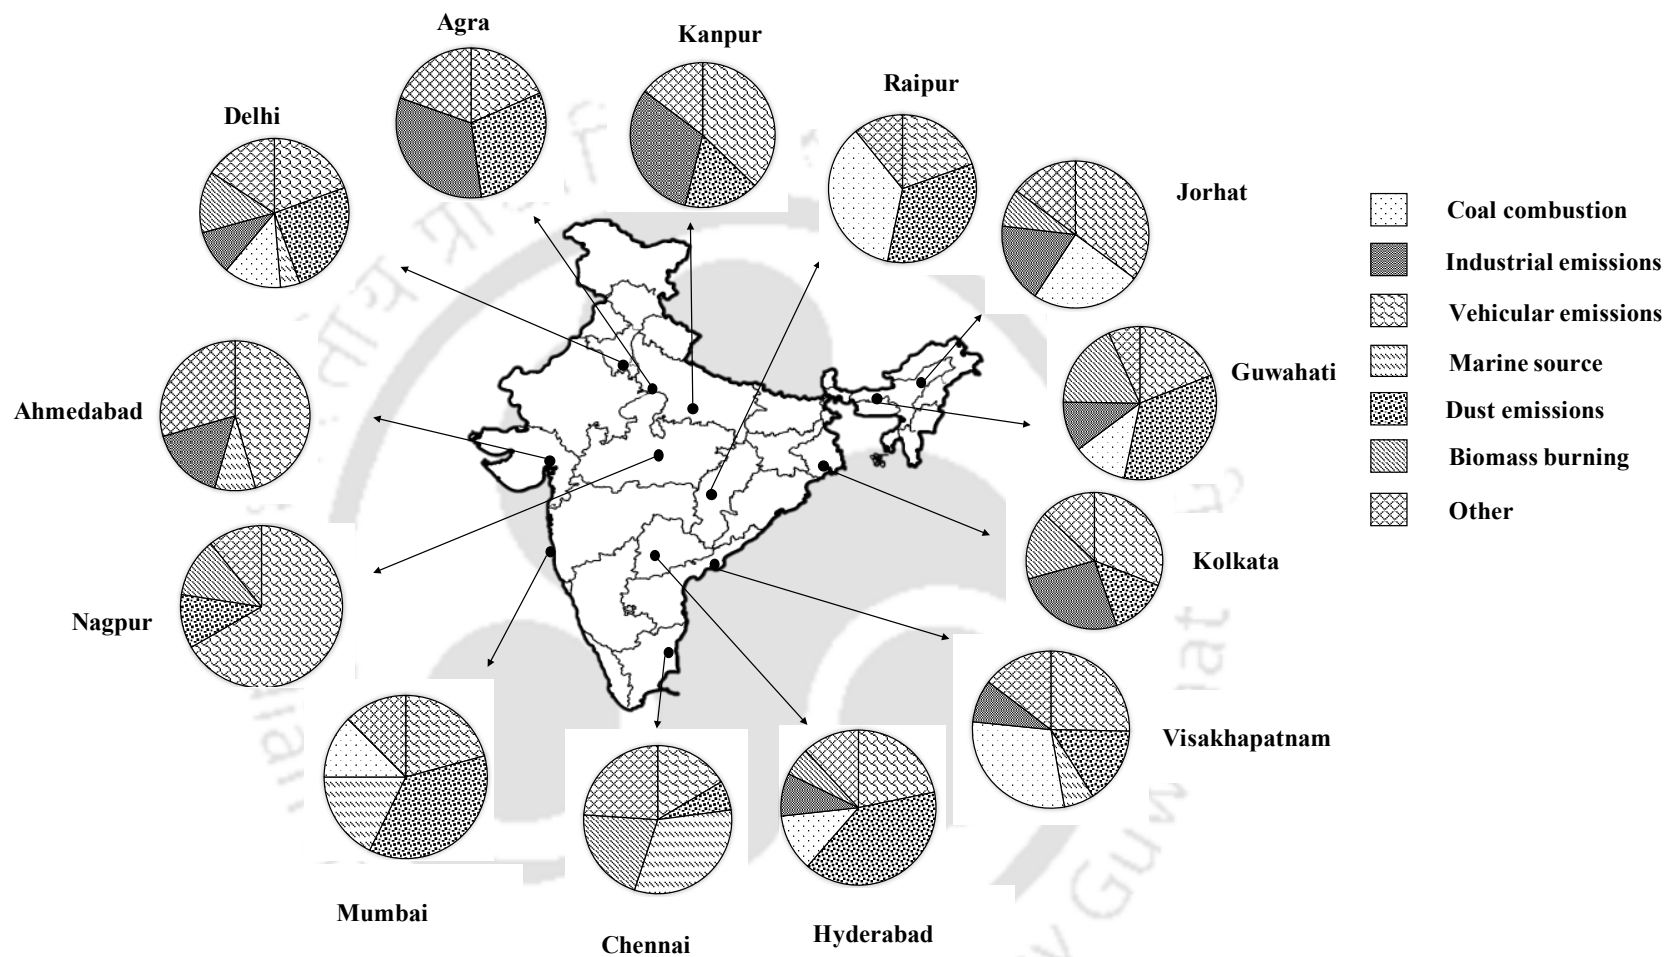 Agra
Kanpur
Raipur
Delhi
Jorhat
Coal combustion
Industrial emissions
Vehicular emissions
Marine source
Dust emissions
Biomass burning
Other
Guwahati
Ahmedabad
Kolkata
Nagpur
Visakhapatnam
Mumbai
Chennai
Hyderabad